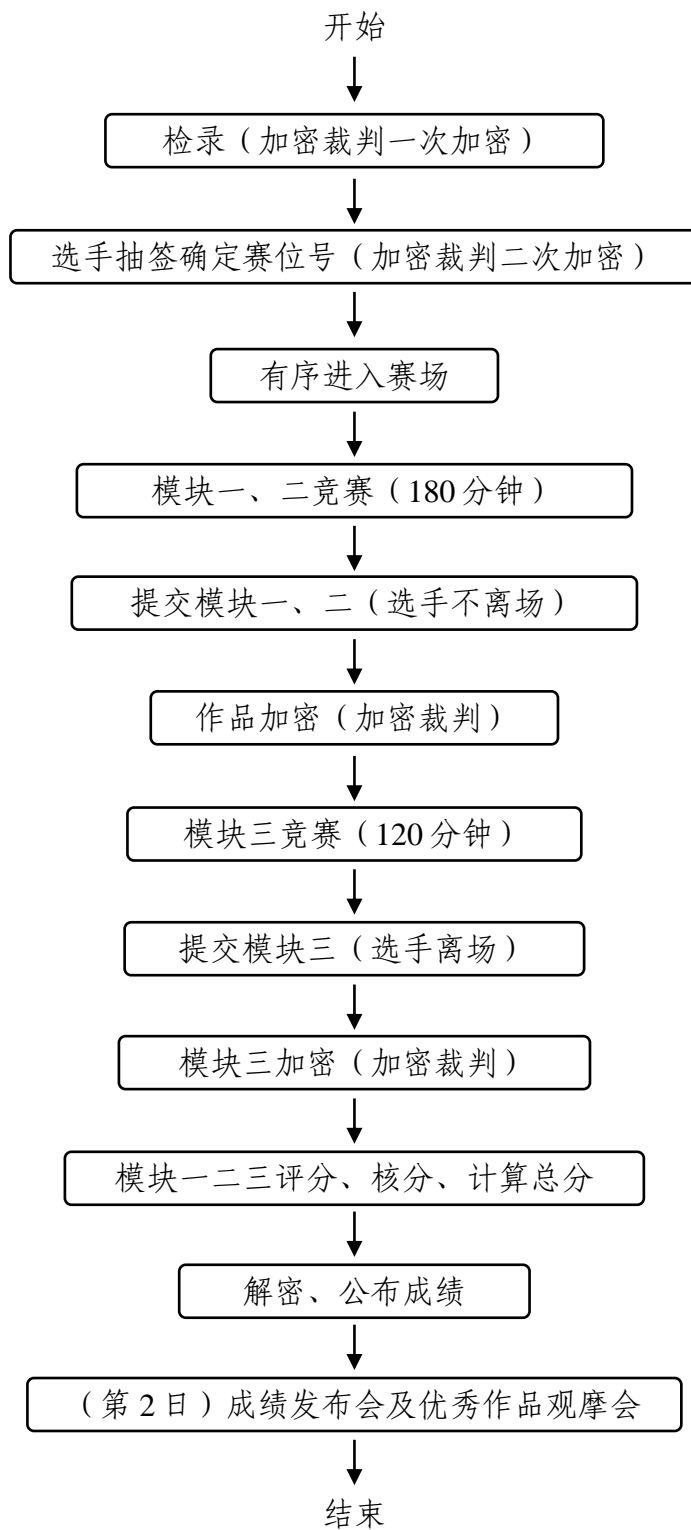 开始
检录（加密裁判一次加密）
选手抽签确定赛位号（加密裁判二次加密）
有序进入赛场
模块一、二竞赛（180分钟）
提交模块一、二（选手不离场）
作品加密（加密裁判）
模块三竞赛（120分钟）
提交模块三（选手离场）
模块三加密（加密裁判）
模块一二三评分、核分、计算总分
解密、公布成绩
（第2日）成绩发布会及优秀作品观摩会
结束